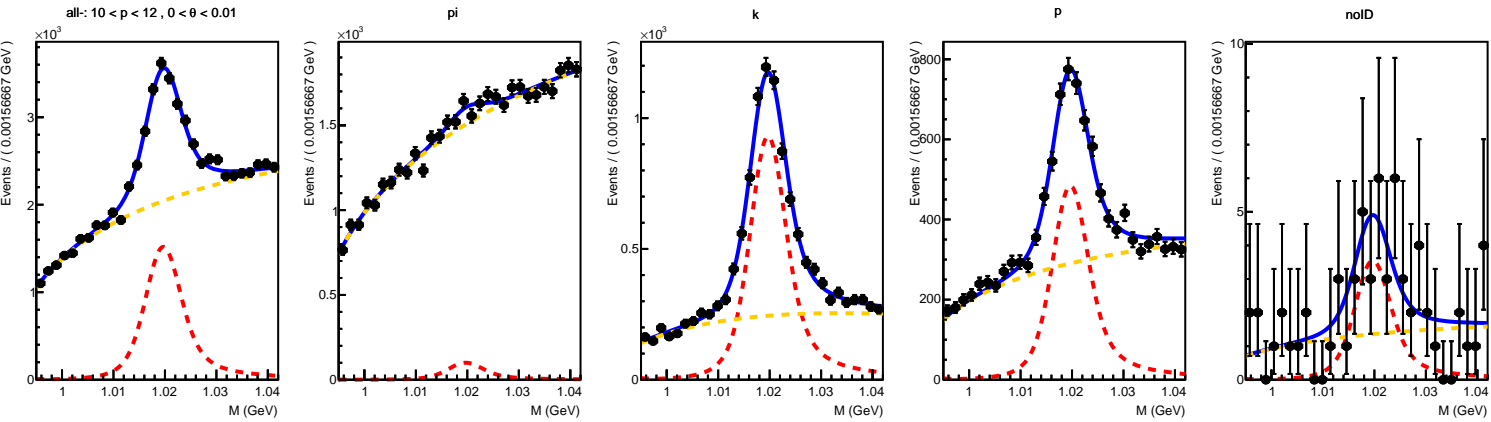 all-: 10 < p < 12 , 0 < θ < 0.01
×10³
Events / ( 0.00156667 GeV )
3
2
1
0
1 1.01 1.02 1.03 1.04
M (GeV)
pi
×10³
Events / ( 0.00156667 GeV )
1.5
1
0.5
0
1 1.01 1.02 1.03 1.04
M (GeV)
k
×10³
Events / ( 0.00156667 GeV )
1
0.5
0
1 1.01 1.02 1.03 1.04
M (GeV)
p
Events / ( 0.00156667 GeV )
800
600
400
200
0
1 1.01 1.02 1.03 1.04
M (GeV)
noID
Events / ( 0.00156667 GeV )
10
5
0
1 1.01 1.02 1.03 1.04
M (GeV)